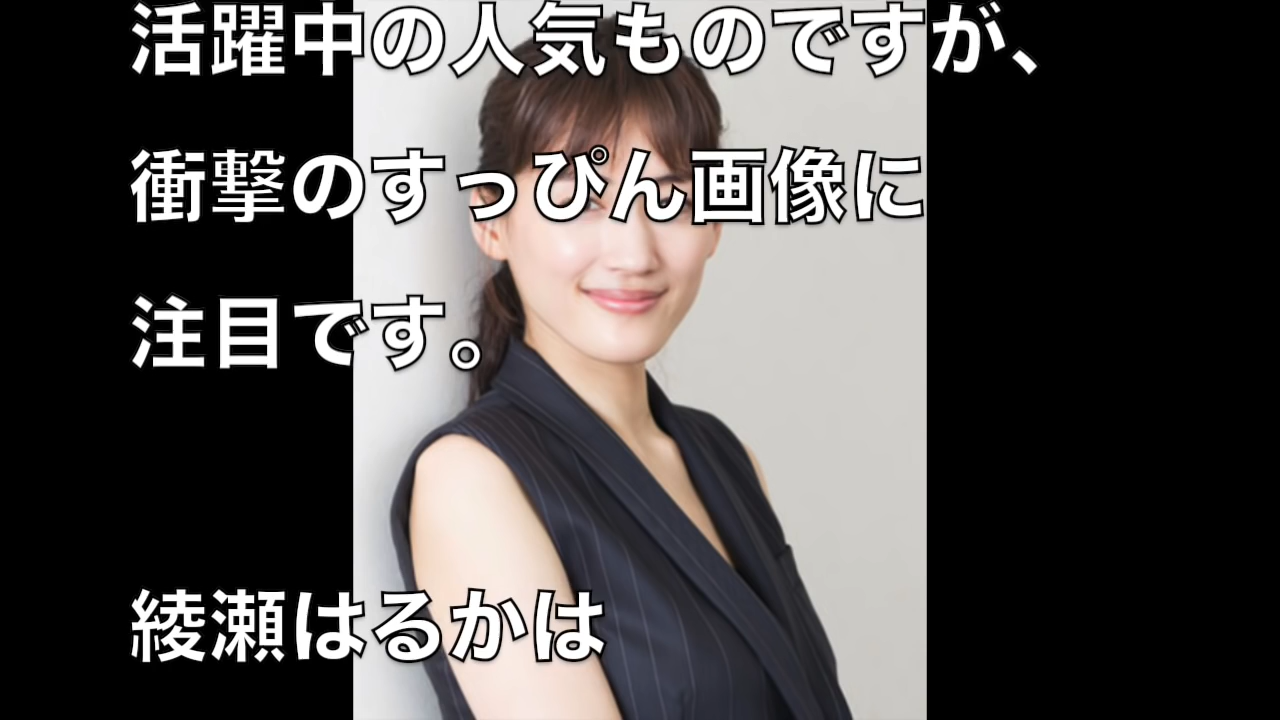 活躍中の人気ものですが、
衝撃のすっぴん画像に
注目です。
綾瀬はるかは